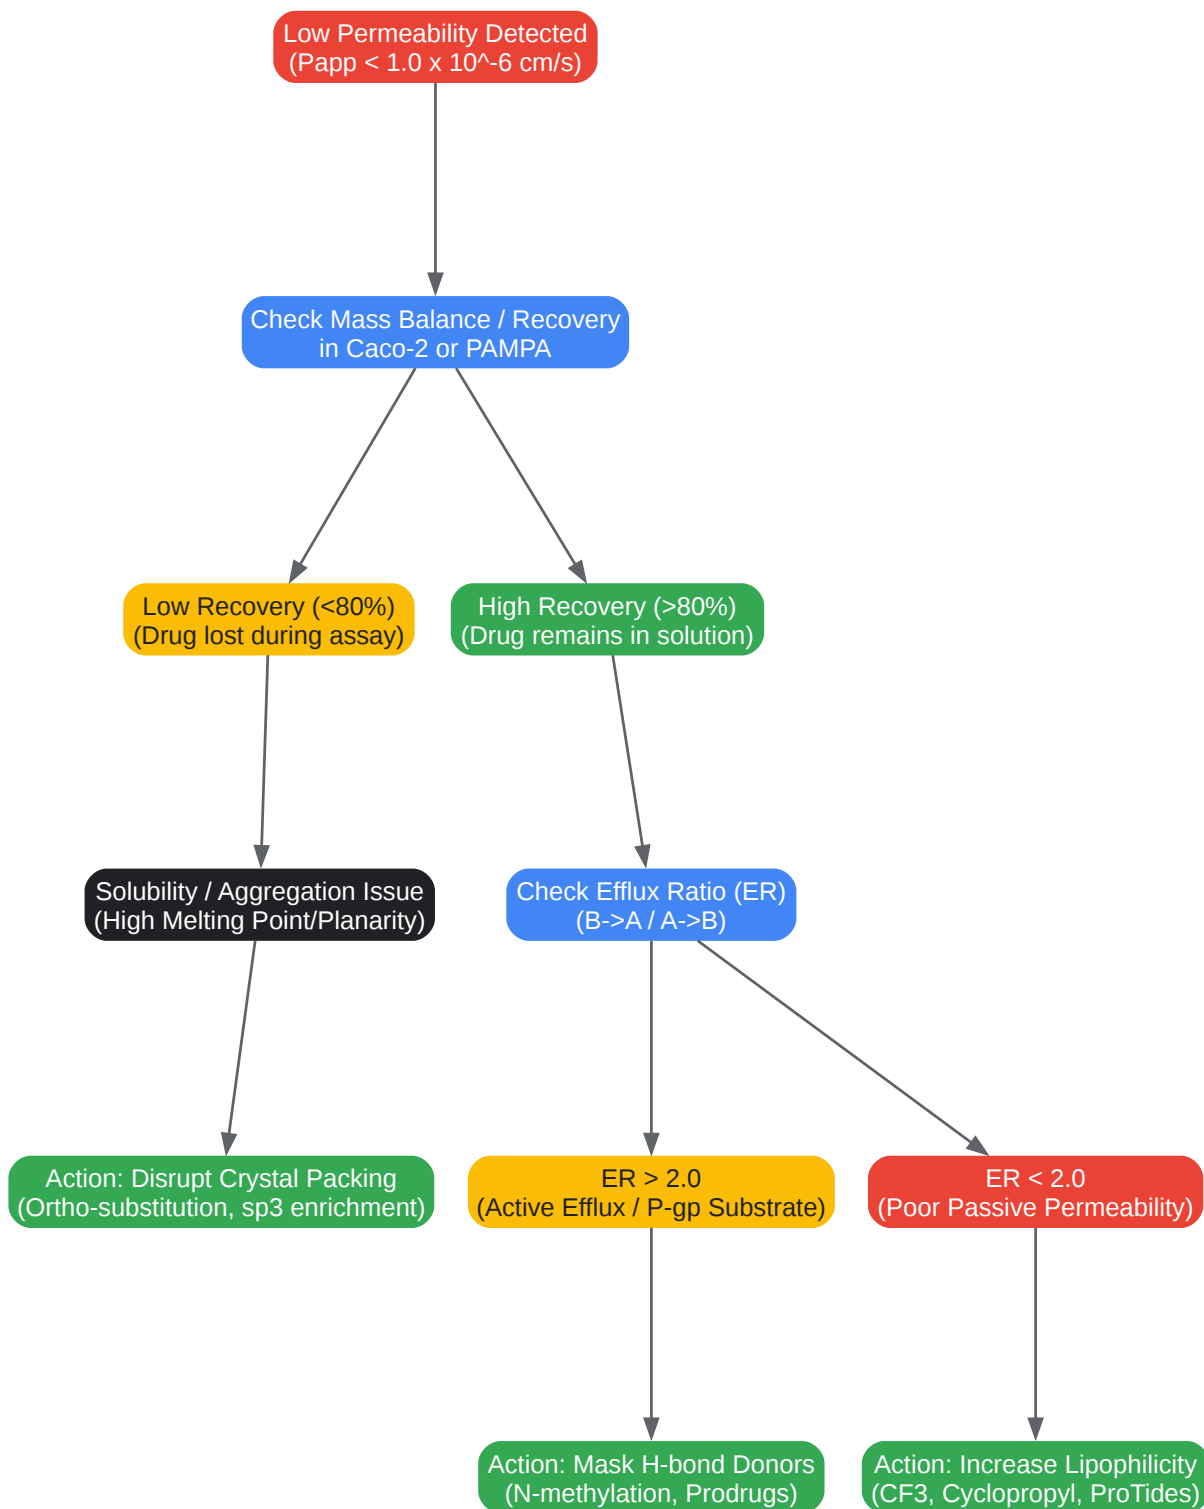 Low Permeability Detected
(Papp < 1.0 x 10^-6 cm/s)
Check Mass Balance / Recovery
in Caco-2 or PAMPA
Low Recovery (<80%)
(Drug lost during assay)
High Recovery (>80%)
(Drug remains in solution)
Solubility / Aggregation Issue
(High Melting Point/Planarity)
Check Efflux Ratio (ER)
(B->A / A->B)
Action: Disrupt Crystal Packing
(Ortho-substitution, sp3 enrichment)
ER > 2.0
(Active Efflux / P-gp Substrate)
ER < 2.0
(Poor Passive Permeability)
Action: Mask H-bond Donors
(N-methylation, Prodrugs)
Action: Increase Lipophilicity
(CF3, Cyclopropyl, ProTides)